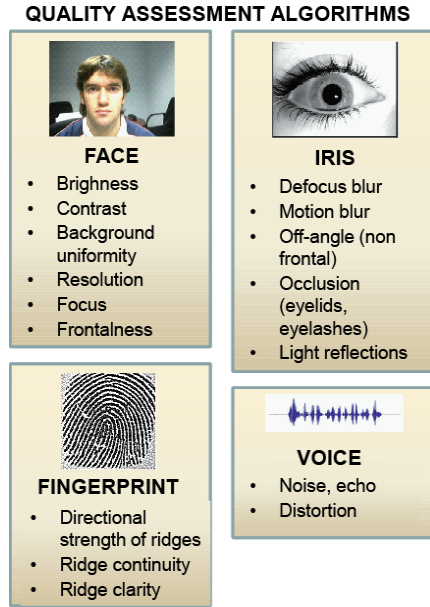 QUALITY ASSESSMENT ALGORITHMS
FACE
• Brighness
• Contrast
• Background
uniformity
• Resolution
• Focus
• Frontalness
IRIS
• Defocus blur
• Motion blur
• Off-angle (non
frontal)
• Occlusion
(eyelids,
eyelashes)
• Light reflections
FINGERPRINT
• Directional
strength of ridges
• Ridge continuity
• Ridge clarity
VOICE
• Noise, echo
• Distortion